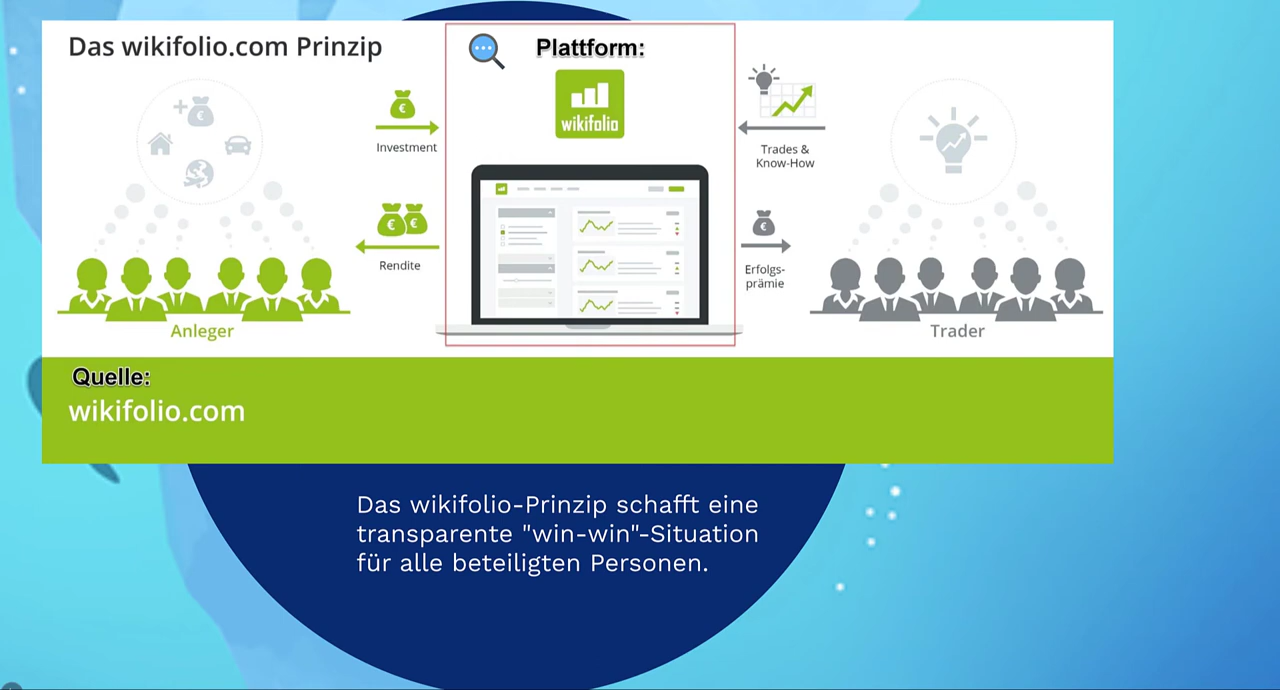 Das wikifolio.com Prinzip
Plattform:
wikifolio
Investment
Rendite
Trades &
Know-How
Erfolgs-
prämie
Anleger
Trader
Quelle:
wikifolio.com
Das wikifolio-Prinzip schafft eine
transparente "win-win"-Situation
für alle beteiligten Personen.